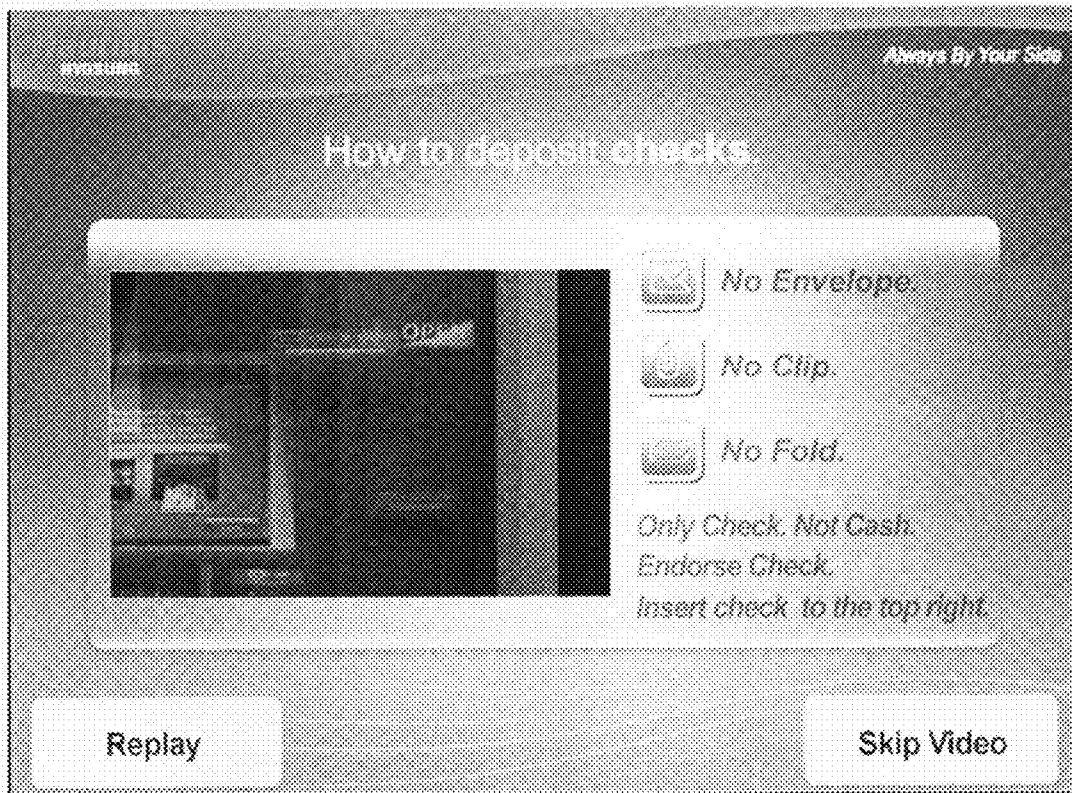 Always By Your Side
How to deposit checks.
No Envelope.
No Clip.
No Fold.
Only Check. Not Cash.
Endorse Check.
Insert check to the top right.
Replay
Skip Video